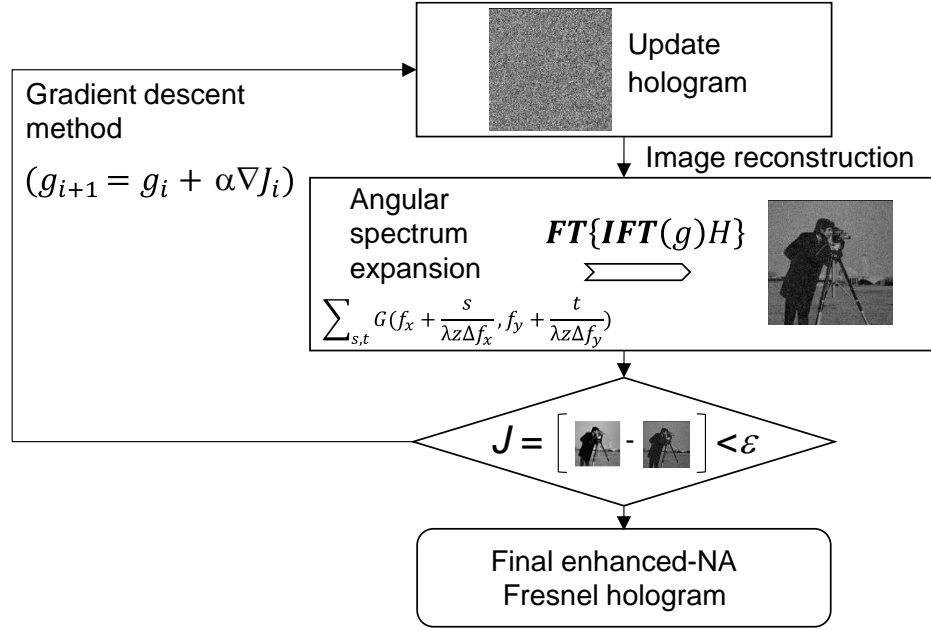 Update
hologram
Gradient descent
method
(g_{i+1} = g_i + α∇J_i)
Image reconstruction
Angular
spectrum
expansion
FT{IFT(g)H}
∑_{s,t} G(f_x + s/(λzΔf_x), f_y + t/(λzΔf_y))
J = [ - ] <ε
Final enhanced-NA
Fresnel hologram